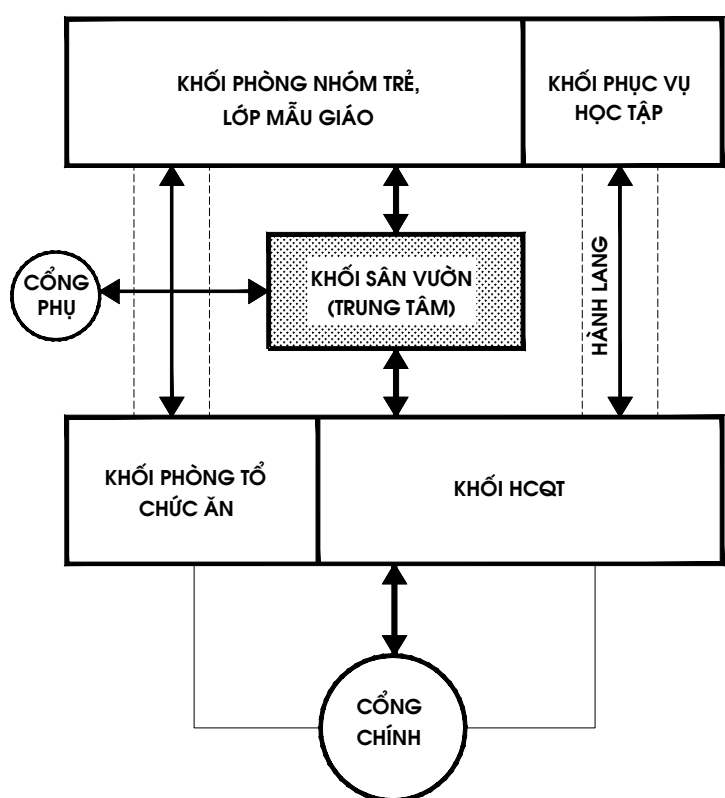 KHỐI PHÒNG NHÓM TRẺ,
LỚP MẪU GIÁO
KHỐI PHỤC VỤ
HỌC TẬP
CỔNG
PHỤ
KHỐI SÂN VƯỜN
(TRUNG TÂM)
HÀNH LANG
KHỐI PHÒNG TỔ
CHỨC ĂN
KHỐI HCQT
CỔNG
CHÍNH